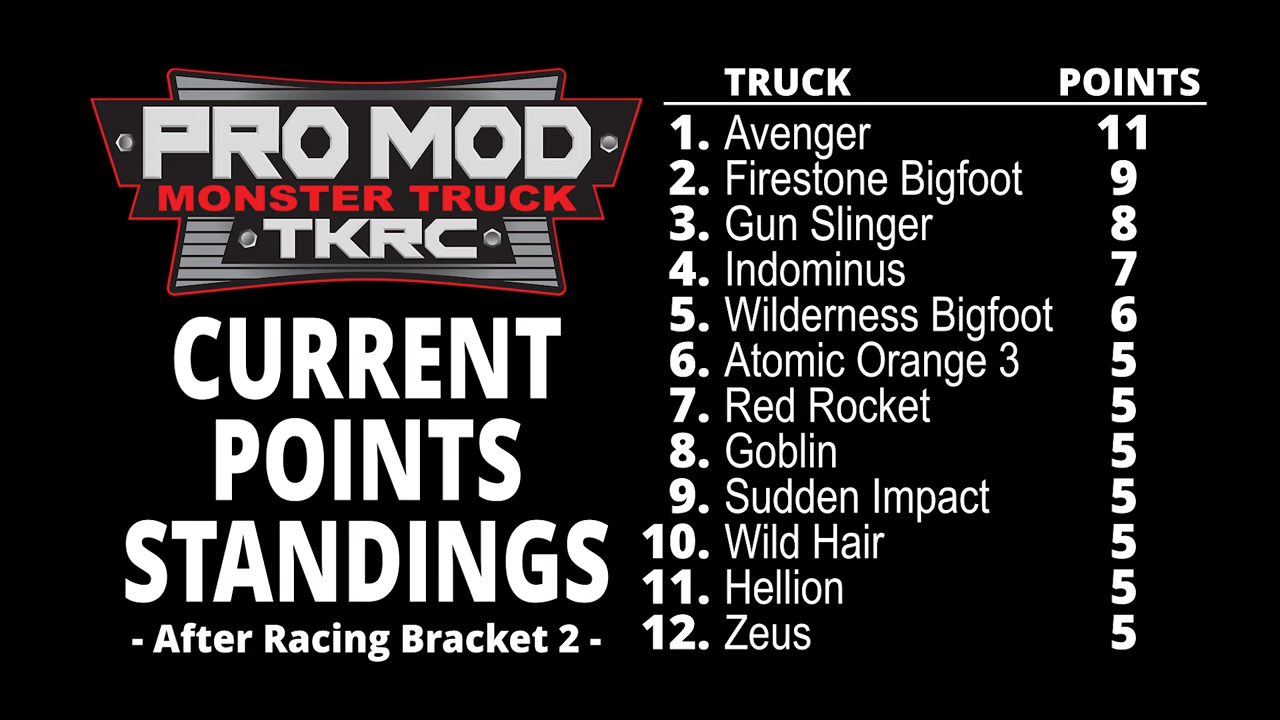 PRO MOD
MONSTER TRUCK
TKRC
CURRENT
POINTS
STANDINGS
- After Racing Bracket 2 -
TRUCK POINTS
1. Avenger 11
2. Firestone Bigfoot 9
3. Gun Slinger 8
4. Indominus 7
5. Wilderness Bigfoot 6
6. Atomic Orange 3 5
7. Red Rocket 5
8. Goblin 5
9. Sudden Impact 5
10. Wild Hair 5
11. Hellion 5
12. Zeus 5